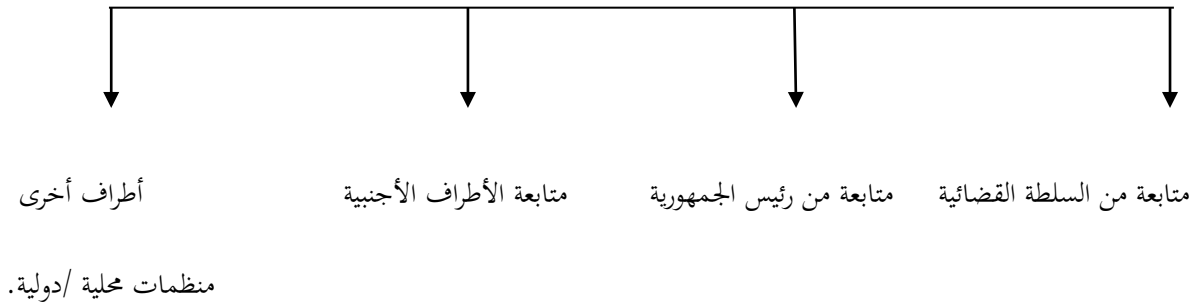 متابعة من السلطة القضائية متابعة من رئيس الجمهورية متابعة الأطراف الأجنبية أطراف أخرى
منظمات محلية /دولية.